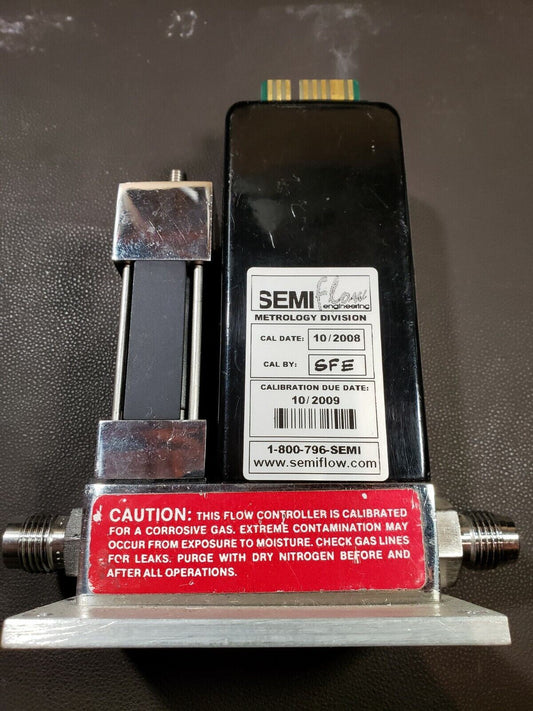 SEMI flow
engineering
METROLOGY DIVISION
CAL DATE: 10/2008
CAL BY: SFE
CALIBRATION DUE DATE:
10/2009
1-800-796-SEMI
www.semiflow.com
CAUTION: THIS FLOW CONTROLLER IS CALIBRATED
FOR A CORROSIVE GAS. EXTREME CONTAMINATION MAY
OCCUR FROM EXPOSURE TO MOISTURE. CHECK GAS LINES
FOR LEAKS. PURGE WITH DRY NITROGEN BEFORE AND
AFTER ALL OPERATIONS.